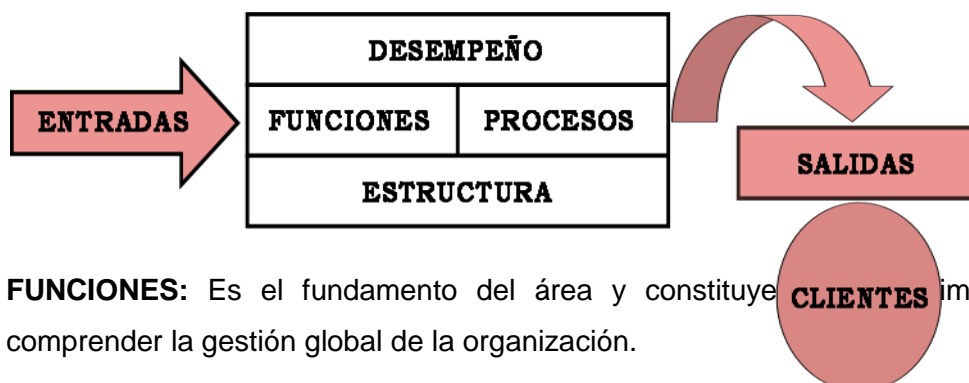 DESEMPEÑO
ENTRADAS
FUNCIONES PROCESOS
SALIDAS
ESTRUCTURA
FUNCIONES: Es el fundamento del área y constituye
CLIENTES
comprender la gestión global de la organización.